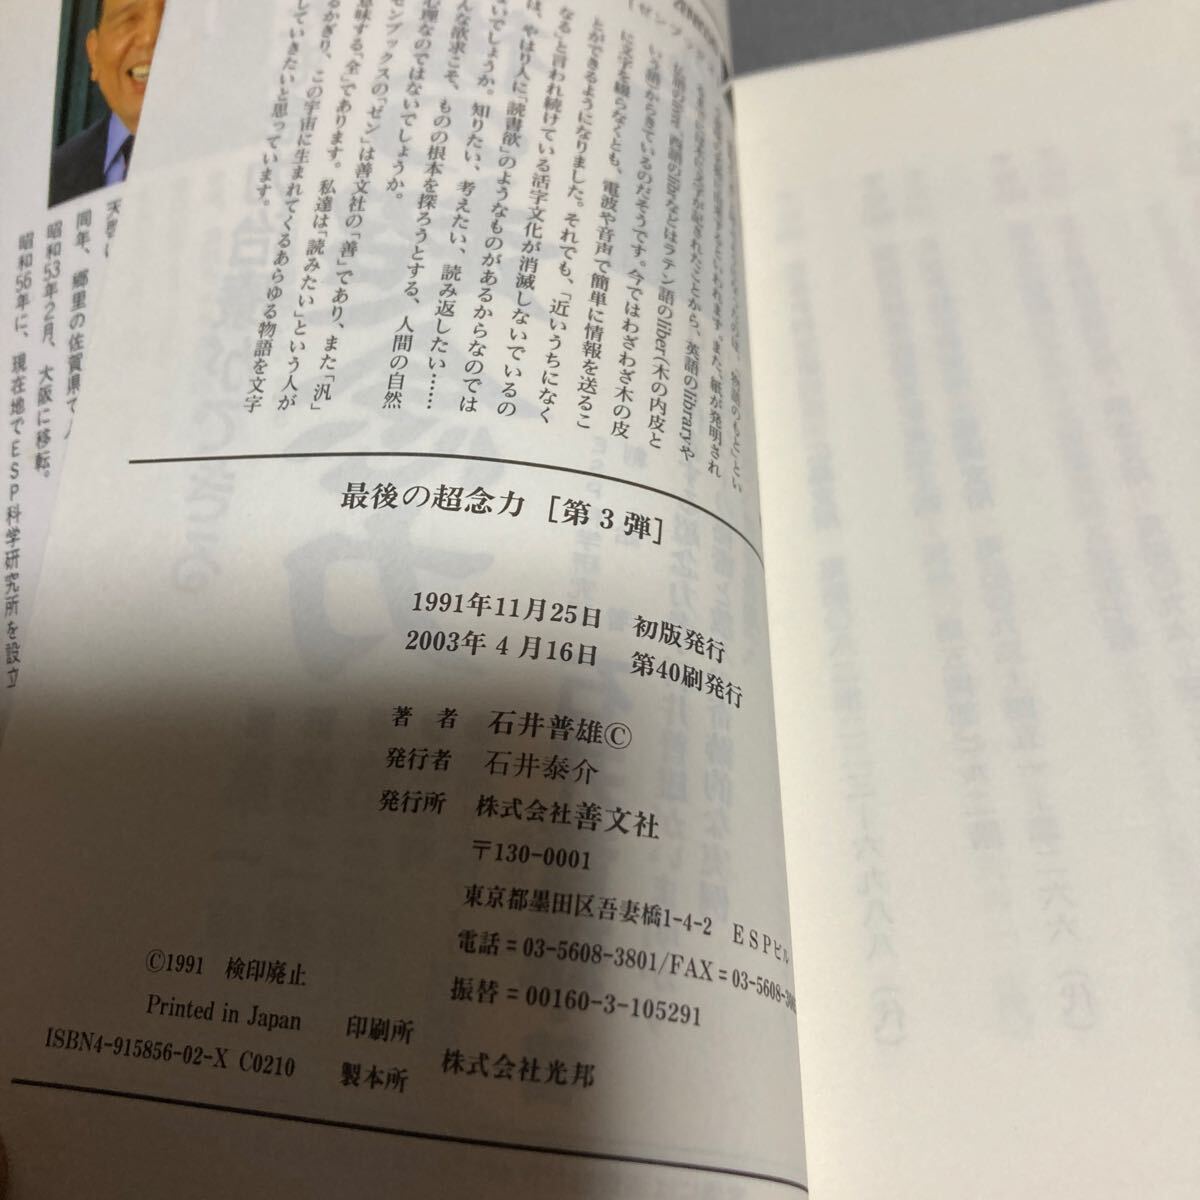 なる」と言われ続けている活字文化が消滅しないでいるの
は、やはり人に「読書欲」のようなものがあるからなのでは
ないでしょうか。知りたい、考えたい、読み返したい……
んな欲求こそ、ものの根本を探ろうとする、人間の自然
心理なのではないでしょうか。
ゼンブックスの「ゼン」は善文社の「善」であり、また「汎」
意味する「全」であります。私達は「読みたい」という人が
るかぎり、この宇宙に生まれてくるあらゆる物語を文字
していきたいと思っています。
に文字を綴らなくとも、電波や音声で簡単に情報を送るこ
とができるようになりました。それでも、「近いうちになく
いう語)からきているのだそうです。今ではわざわざ木の皮
同年、郷里の佐賀県で
昭和53年2月、大阪に移転。
昭和56年に、現在地でESP科学研究所を設立
最後の超念力 [第3弾]
1991年11月25日 初版発行
2003年4月16日 第40刷発行
著者 石井普雄©
発行者 石井泰介
発行所 株式会社善文社
〒130-0001
東京都墨田区吾妻橋1-4-2 ESPビル
電話=03-5608-3801/FAX=03-5608-
振替=00160-3-105291
©1991 検印廃止
Printed in Japan 印刷所
ISBN4-915856-02-X C0210 製本所
株式会社光邦